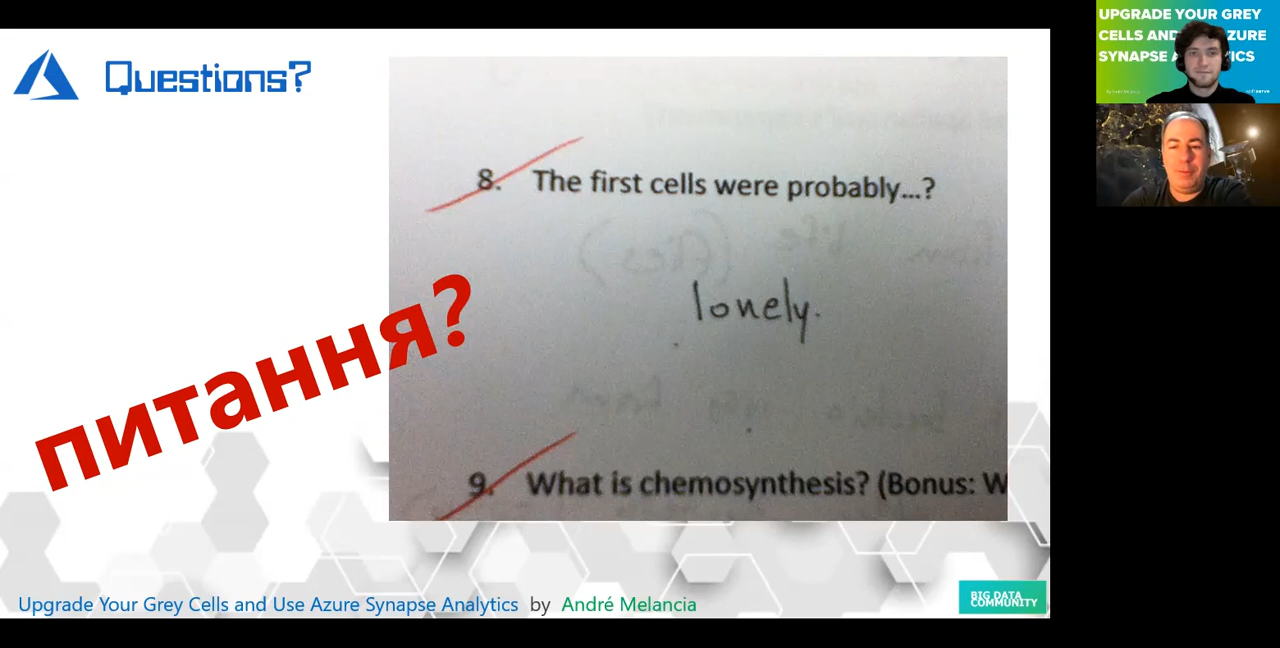 Questions?
8. The first cells were probably...?
lonely.
9. What is chemosynthesis? (Bonus: W
питання?
Upgrade Your Grey Cells and Use Azure Synapse Analytics by André Melancia
BIG DATA
COMMUNITY
UPGRADE YOUR GREY
CELLS AND ZURE
SYNAPSE A ICS